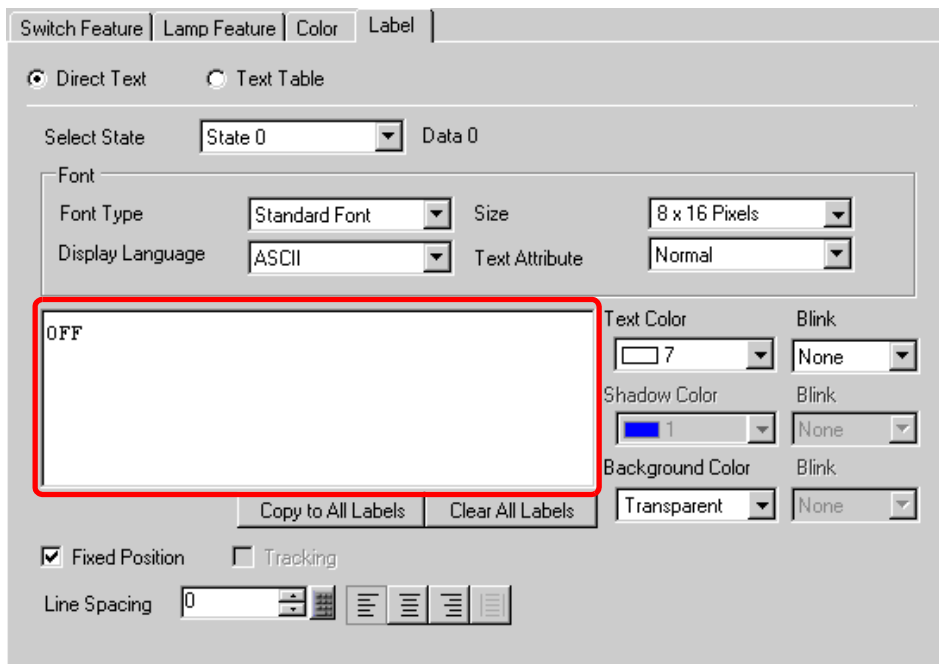 Switch Feature Lamp Feature Color Label
Direct Text Text Table
Select State State 0 Data 0
Font
Font Type Standard Font Size 8 x 16 Pixels
Display Language ASCII Text Attribute Normal
OFF
Text Color Blink
7 None
Shadow Color Blink
1 None
Background Color Blink
Transparent None
Copy to All Labels Clear All Labels
Fixed Position Tracking
Line Spacing 0